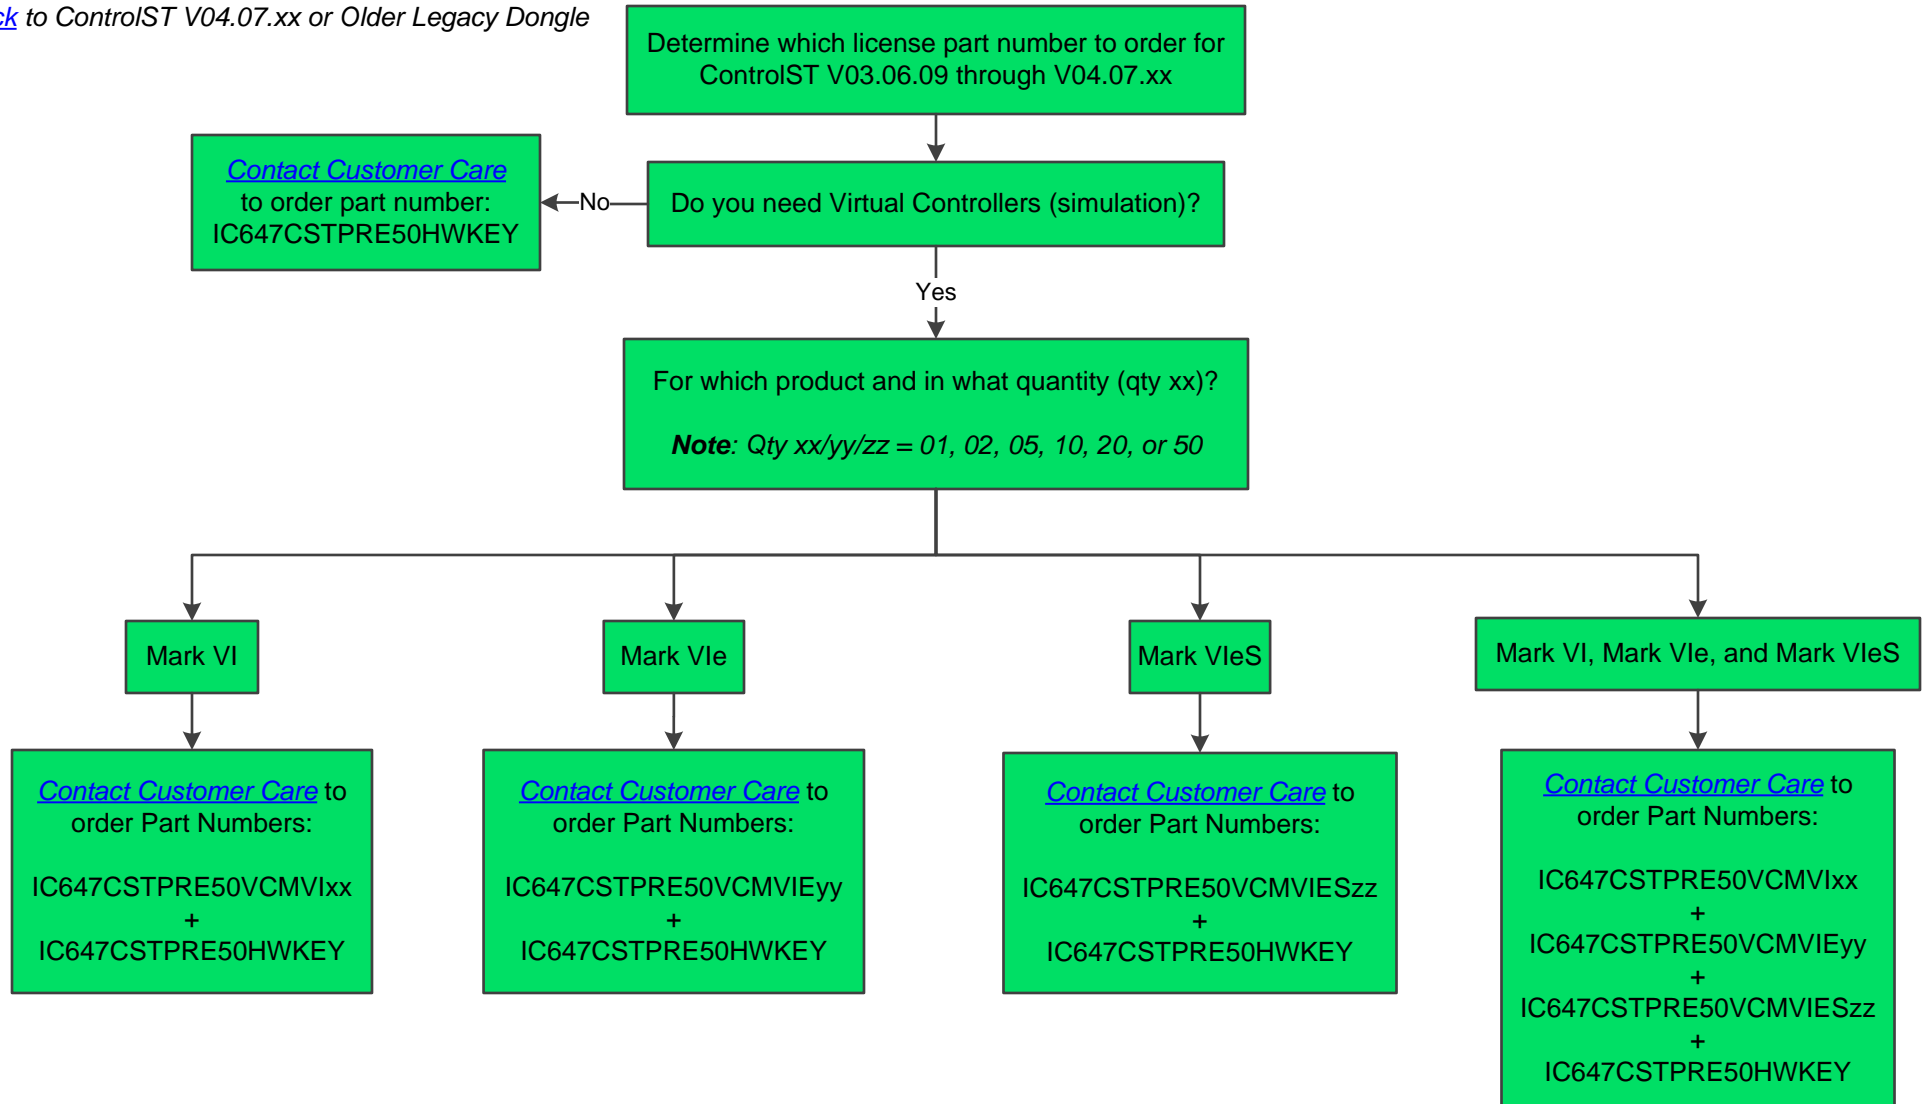 to ControlST V04.07.xx or Older Legacy Dongle
Determine which license part number to order for
ControlST V03.06.09 through V04.07.xx
Contact Customer Care
to order part number:
IC647CSTPRE50HWKEY
No
Do you need Virtual Controllers (simulation)?
Yes
For which product and in what quantity (qty xx)?
Note: Qty xx/yy/zz = 01, 02, 05, 10, 20, or 50
Mark VI
Mark VIe
Mark VIeS
Mark VI, Mark VIe, and Mark VIeS
Contact Customer Care to
order Part Numbers:
IC647CSTPRE50VCMVIxx
+
IC647CSTPRE50HWKEY
Contact Customer Care to
order Part Numbers:
IC647CSTPRE50VCMVIEyy
+
IC647CSTPRE50HWKEY
Contact Customer Care to
order Part Numbers:
IC647CSTPRE50VCMVIESzz
+
IC647CSTPRE50HWKEY
Contact Customer Care to
order Part Numbers:
IC647CSTPRE50VCMVIxx
+
IC647CSTPRE50VCMVIEyy
+
IC647CSTPRE50VCMVIESzz
+
IC647CSTPRE50HWKEY